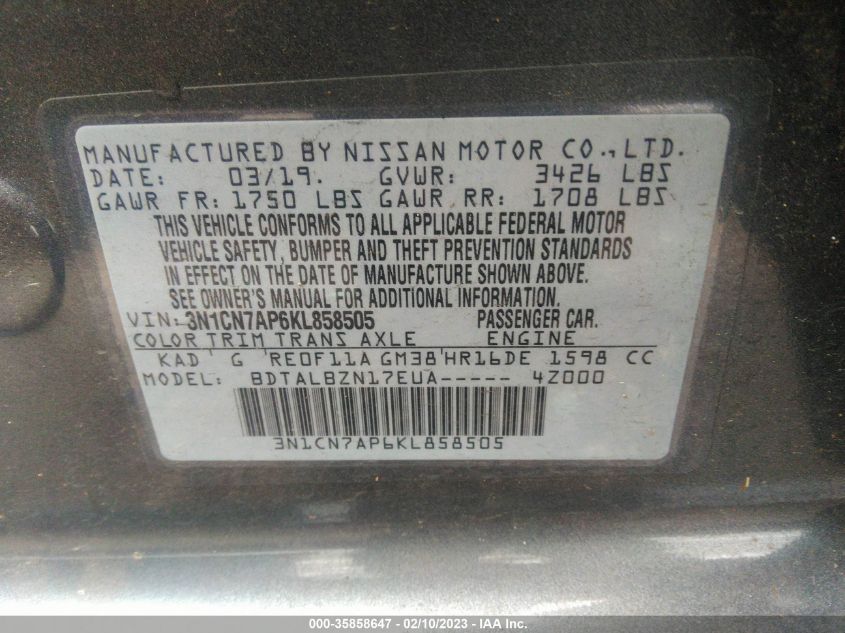 MANUFACTURED BY NISSAN MOTOR CO., LTD.
DATE: 03/19. GVWR: 3426 LBS
GAWR FR: 1750 LBS GAWR RR: 1708 LBS
THIS VEHICLE CONFORMS TO ALL APPLICABLE FEDERAL MOTOR
VEHICLE SAFETY, BUMPER AND THEFT PREVENTION STANDARDS
IN EFFECT ON THE DATE OF MANUFACTURE SHOWN ABOVE.
SEE OWNER'S MANUAL FOR ADDITIONAL INFORMATION.
VIN: 3N1CN7AP6KL858505 PASSENGER CAR.
COLOR TRIM TRANS AXLE ENGINE
KAD G RE0F11A GM38 HR16DE 1598 CC
MODEL: BDTALBZN17EUA----- 4Z000
3N1CN7AP6KL858505
000-35858647 - 02/10/2023 - IAA Inc.